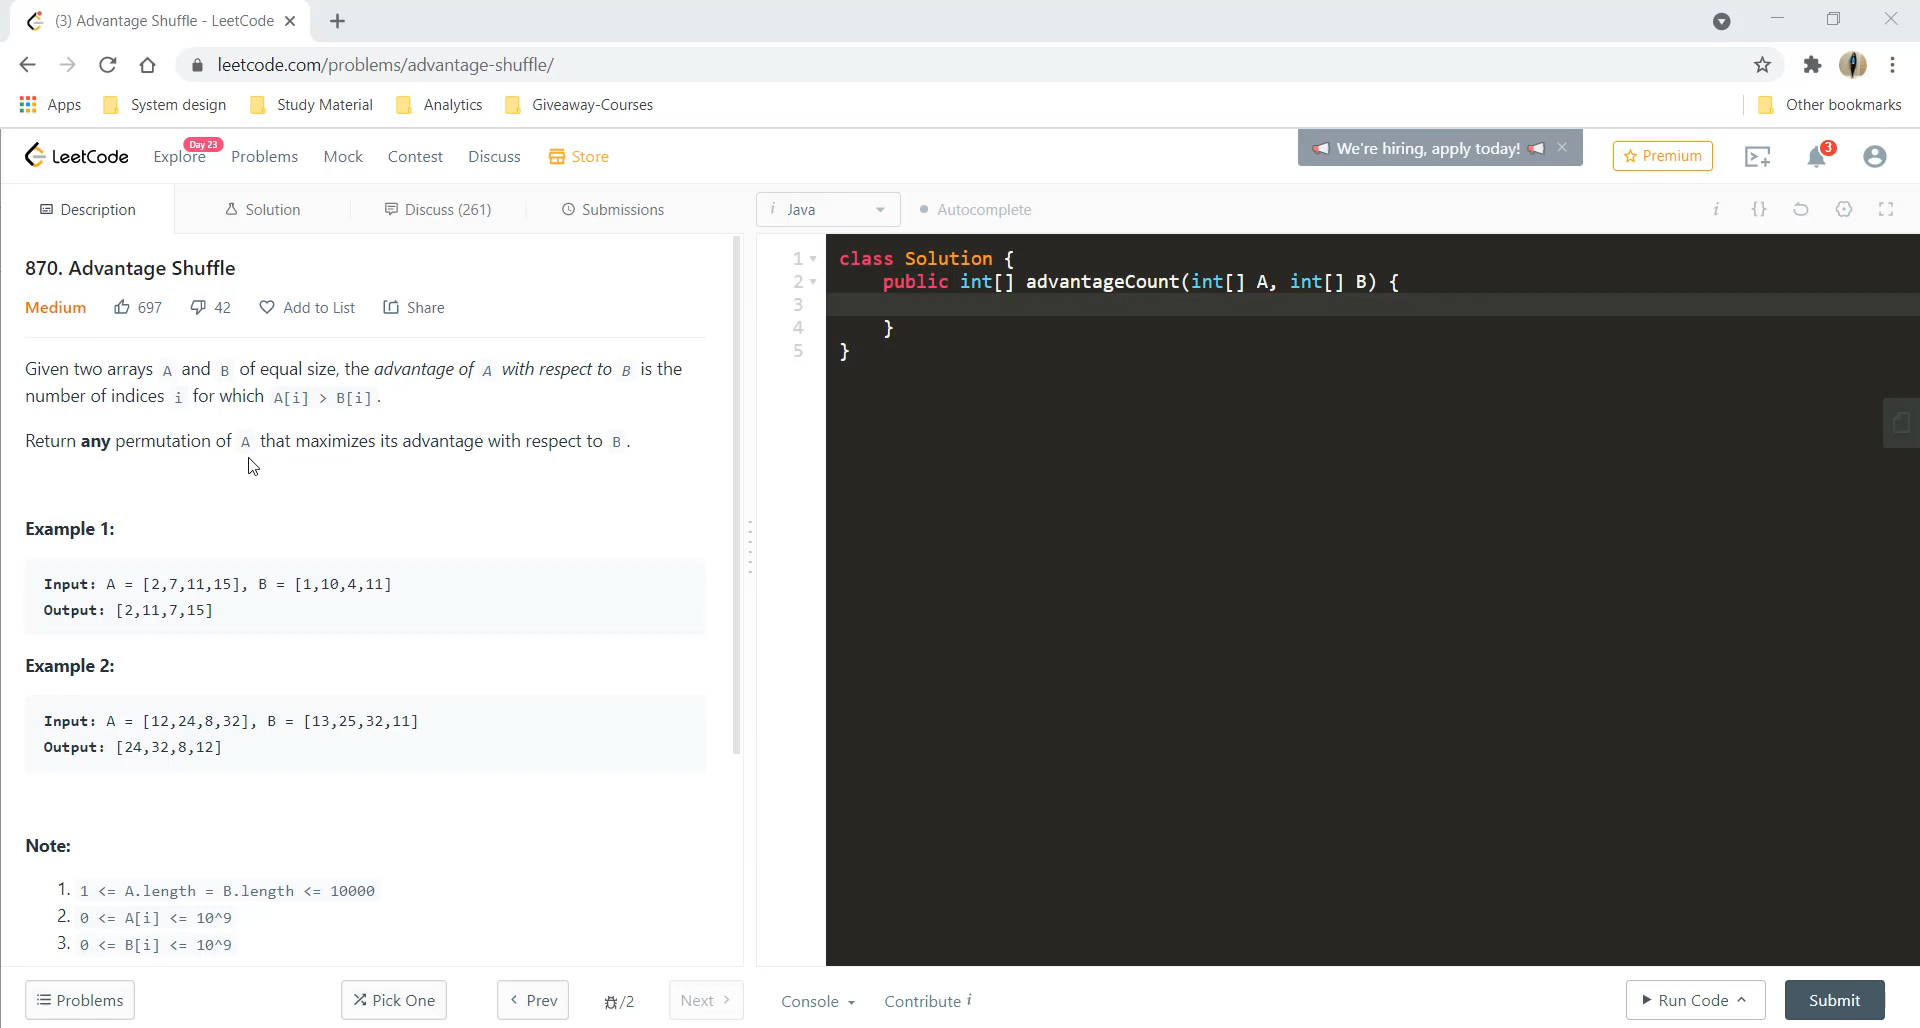 (3) Advantage Shuffle - LeetCode
leetcode.com/problems/advantage-shuffle/
Apps System design Study Material Analytics Giveaway-Courses Other bookmarks
LeetCode Explore Day 23 Problems Mock Contest Discuss Store We're hiring, apply today! Premium 3
Description Solution Discuss (261) Submissions i Java Autocomplete i {}
870. Advantage Shuffle
Medium 697 42 Add to List Share
Given two arrays A and B of equal size, the advantage of A with respect to B is the
number of indices i for which A[i] > B[i].
Return any permutation of A that maximizes its advantage with respect to B.
Example 1:
Input: A = [2,7,11,15], B = [1,10,4,11]
Output: [2,11,7,15]
Example 2:
Input: A = [12,24,8,32], B = [13,25,32,11]
Output: [24,32,8,12]
Note:
1. 1 <= A.length = B.length <= 10000
2. 0 <= A[i] <= 10^9
3. 0 <= B[i] <= 10^9
1 class Solution {
2 public int[] advantageCount(int[] A, int[] B) {
3
4 }
5 }
Problems Pick One Prev /2 Next Console Contribute i Run Code Submit